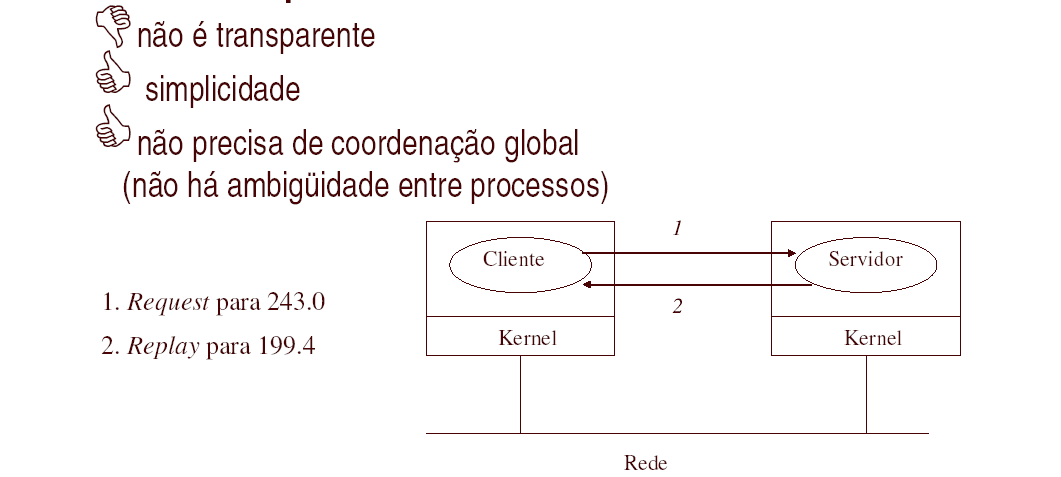 não é transparente
simplicidade
não precisa de coordenação global
(não há ambigüidade entre processos)
1
Cliente
Servidor
1. Request para 243.0
2
2. Replay para 199.4
Kernel
Kernel
Rede